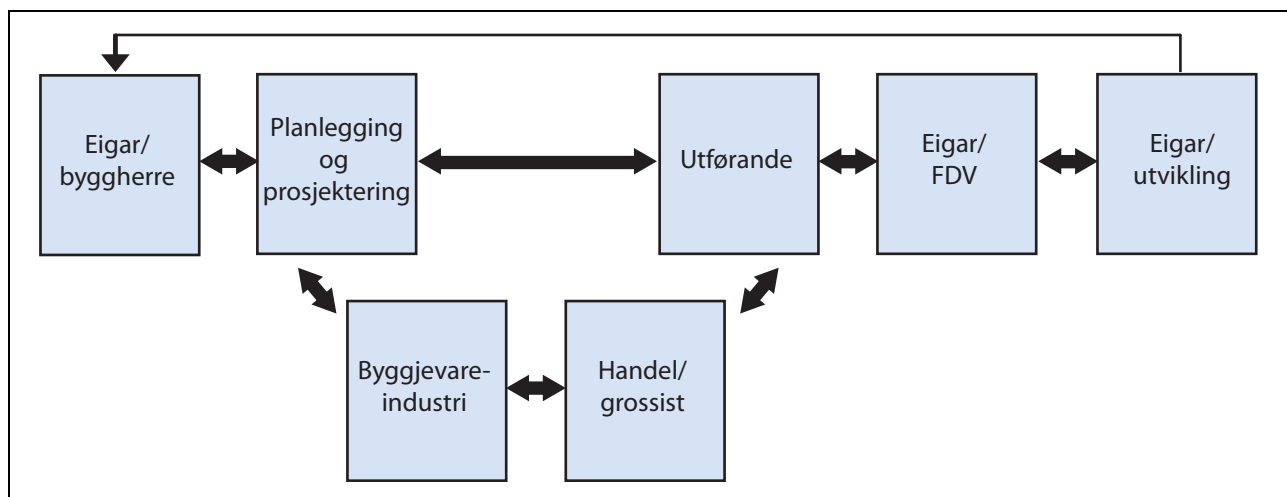 Eigar/
byggherre
Planlegging
og
prosjektering
Utførande
Eigar/
FDV
Eigar/
utvikling
Byggjevare-
industri
Handel/
grossist